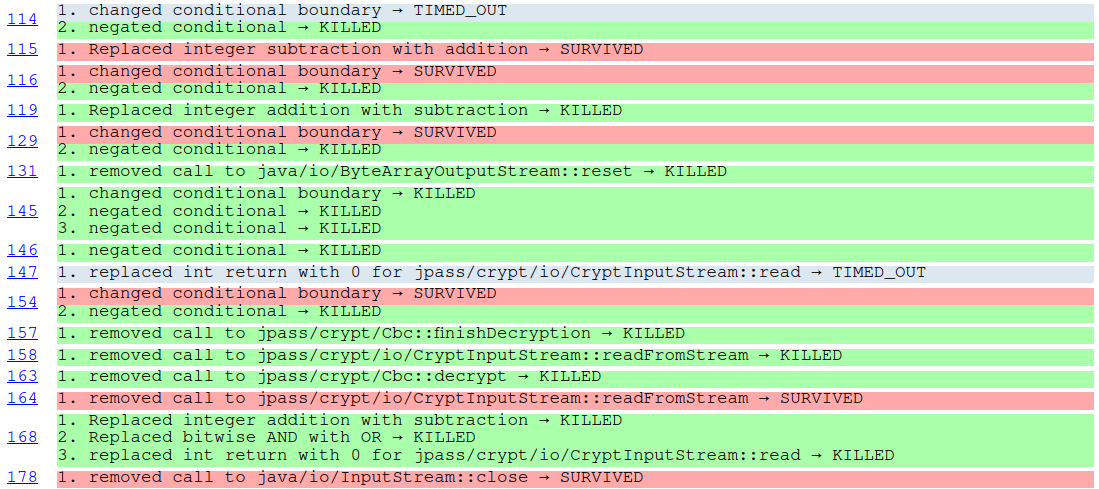 114
1. changed conditional boundary → TIMED_OUT
2. negated conditional → KILLED
115
1. Replaced integer subtraction with addition → SURVIVED
116
1. changed conditional boundary → SURVIVED
2. negated conditional → KILLED
119
1. Replaced integer addition with subtraction → KILLED
129
1. changed conditional boundary → SURVIVED
2. negated conditional → KILLED
131
1. removed call to java/io/ByteArrayOutputStream::reset → KILLED
145
1. changed conditional boundary → KILLED
2. negated conditional → KILLED
3. negated conditional → KILLED
146
1. negated conditional → KILLED
147
1. replaced int return with 0 for jpass/crypt/io/CryptInputStream::read → TIMED_OUT
154
1. changed conditional boundary → SURVIVED
2. negated conditional → KILLED
157
1. removed call to jpass/crypt/Cbc::finishDecryption → KILLED
158
1. removed call to jpass/crypt/io/CryptInputStream::readFromStream → KILLED
163
1. removed call to jpass/crypt/Cbc::decrypt → KILLED
164
1. removed call to jpass/crypt/io/CryptInputStream::readFromStream → SURVIVED
168
1. Replaced integer addition with subtraction → KILLED
2. Replaced bitwise AND with OR → KILLED
3. replaced int return with 0 for jpass/crypt/io/CryptInputStream::read → KILLED
178
1. removed call to java/io/InputStream::close → SURVIVED